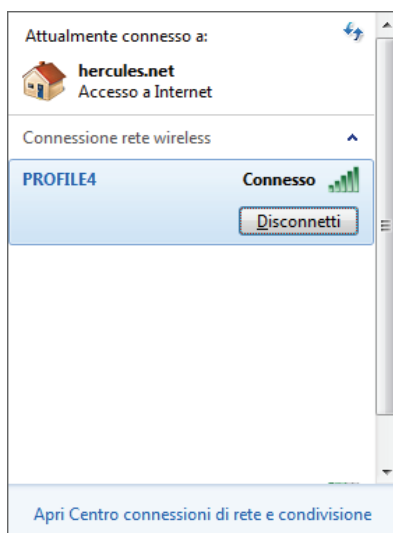 Attualmente connesso a:
hercules.net
Accesso a Internet
Connessione rete wireless
PROFILE4 Connesso
Disconnetti
Apri Centro connessioni di rete e condivisione